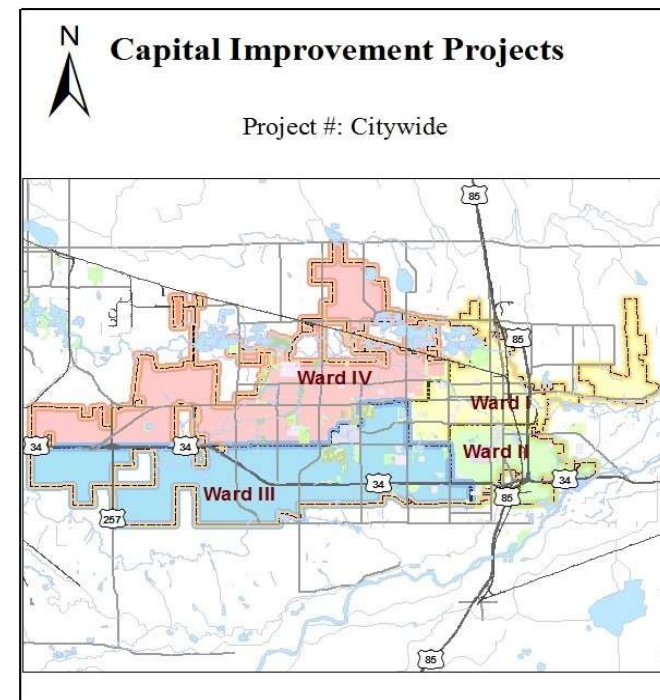 N
Capital Improvement Projects
Project #: Citywide
85
85
Ward IV
Ward I
Ward II
34
34
34
34
Ward III
85
257
85